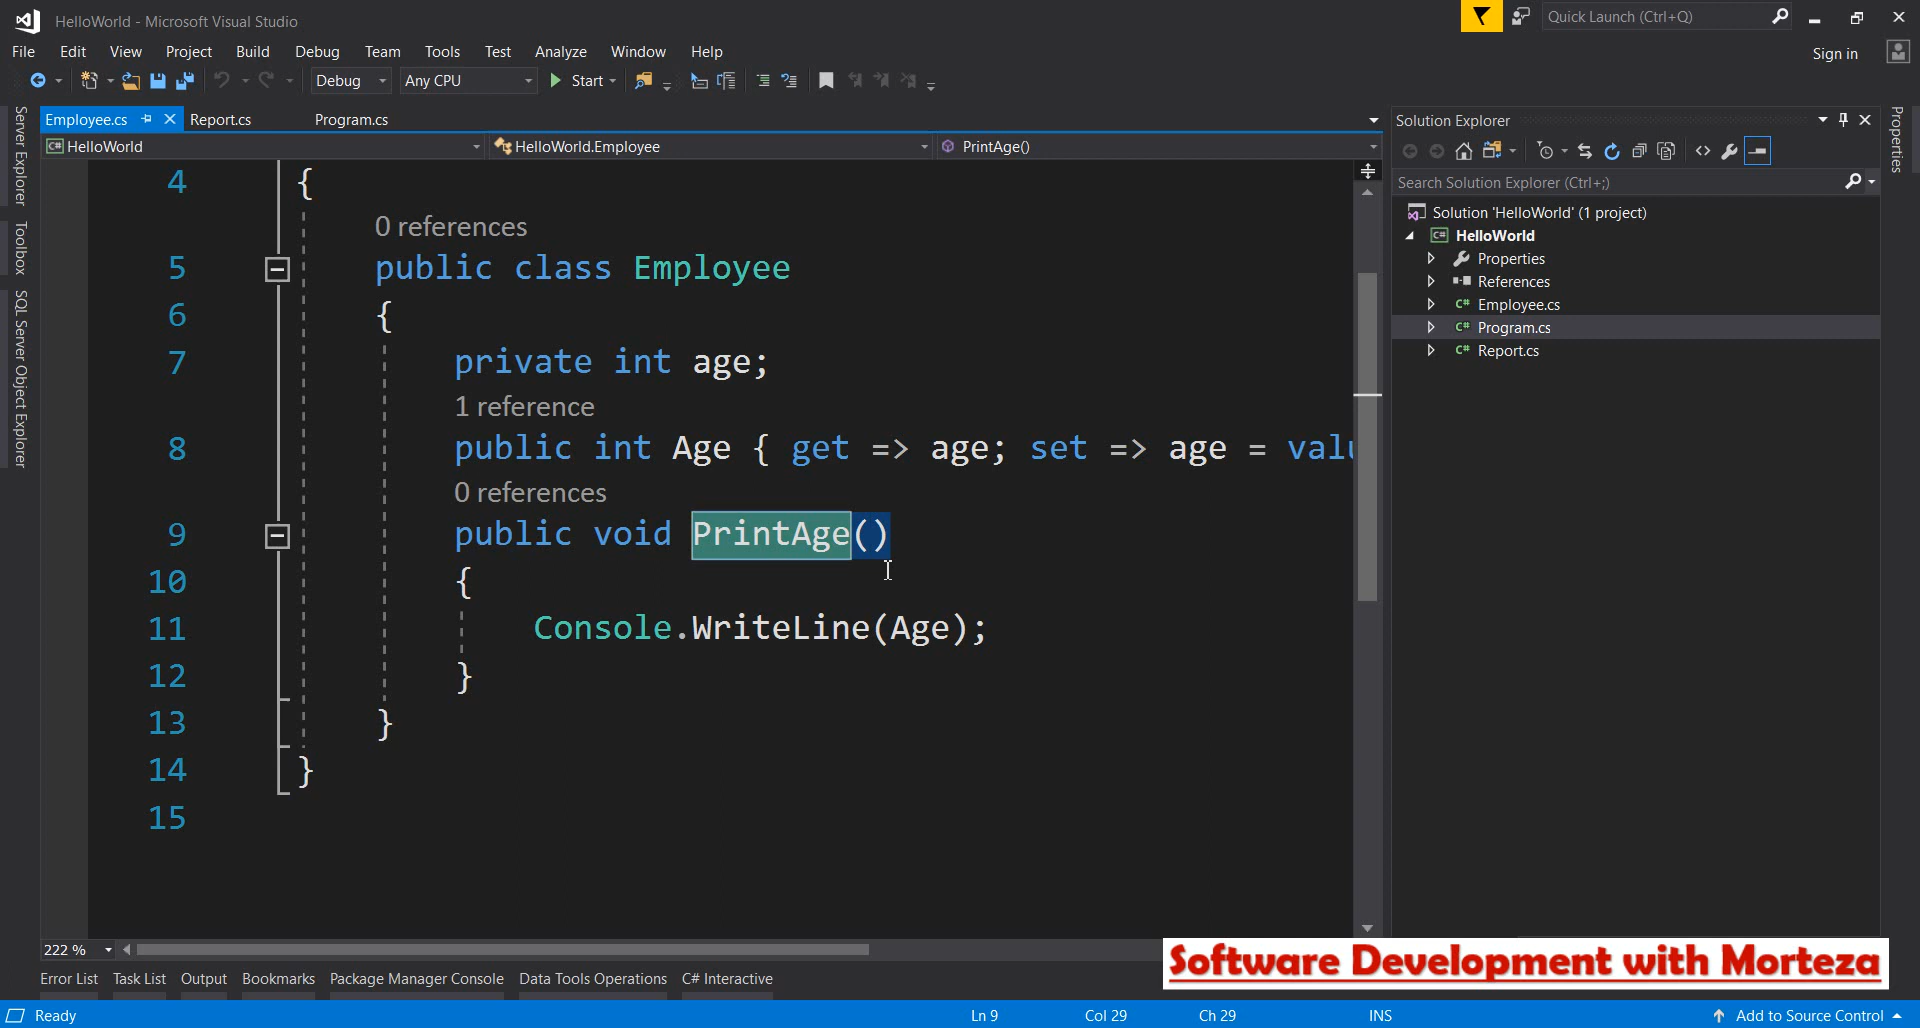 HelloWorld - Microsoft Visual Studio
Quick Launch (Ctrl+Q)
File Edit View Project Build Debug Team Tools Test Analyze Window Help
Sign in
Debug Any CPU Start
Server Explorer
Toolbox
SQL Server Object Explorer
Employee.cs Report.cs Program.cs
HelloWorld HelloWorld.Employee PrintAge()
4 {
0 references
5 public class Employee
6 {
7 private int age;
1 reference
8 public int Age { get => age; set => age = valu
0 references
9 public void PrintAge()
10 {
11 Console.WriteLine(Age);
12 }
13 }
14 }
15
222 %
Solution Explorer
Search Solution Explorer (Ctrl+;)
Solution 'HelloWorld' (1 project)
C# HelloWorld
Properties
References
C# Employee.cs
C# Program.cs
C# Report.cs
Properties
Software Development with Morteza
Error List Task List Output Bookmarks Package Manager Console Data Tools Operations C# Interactive
Ready Ln 9 Col 29 Ch 29 INS Add to Source Control